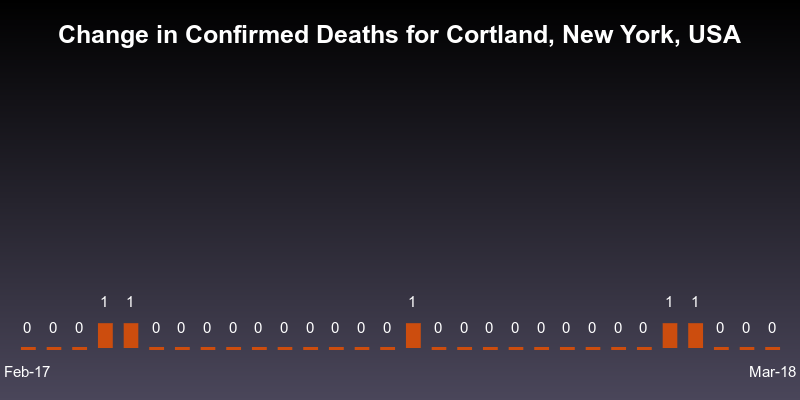 Change in Confirmed Deaths for Cortland, New York, USA
1 1 1 1 1
0 0 0 0 0 0 0 0 0 0 0 0 0 0 0 0 0 0 0 0 0 0 0 0 0
Feb-17 Mar-18